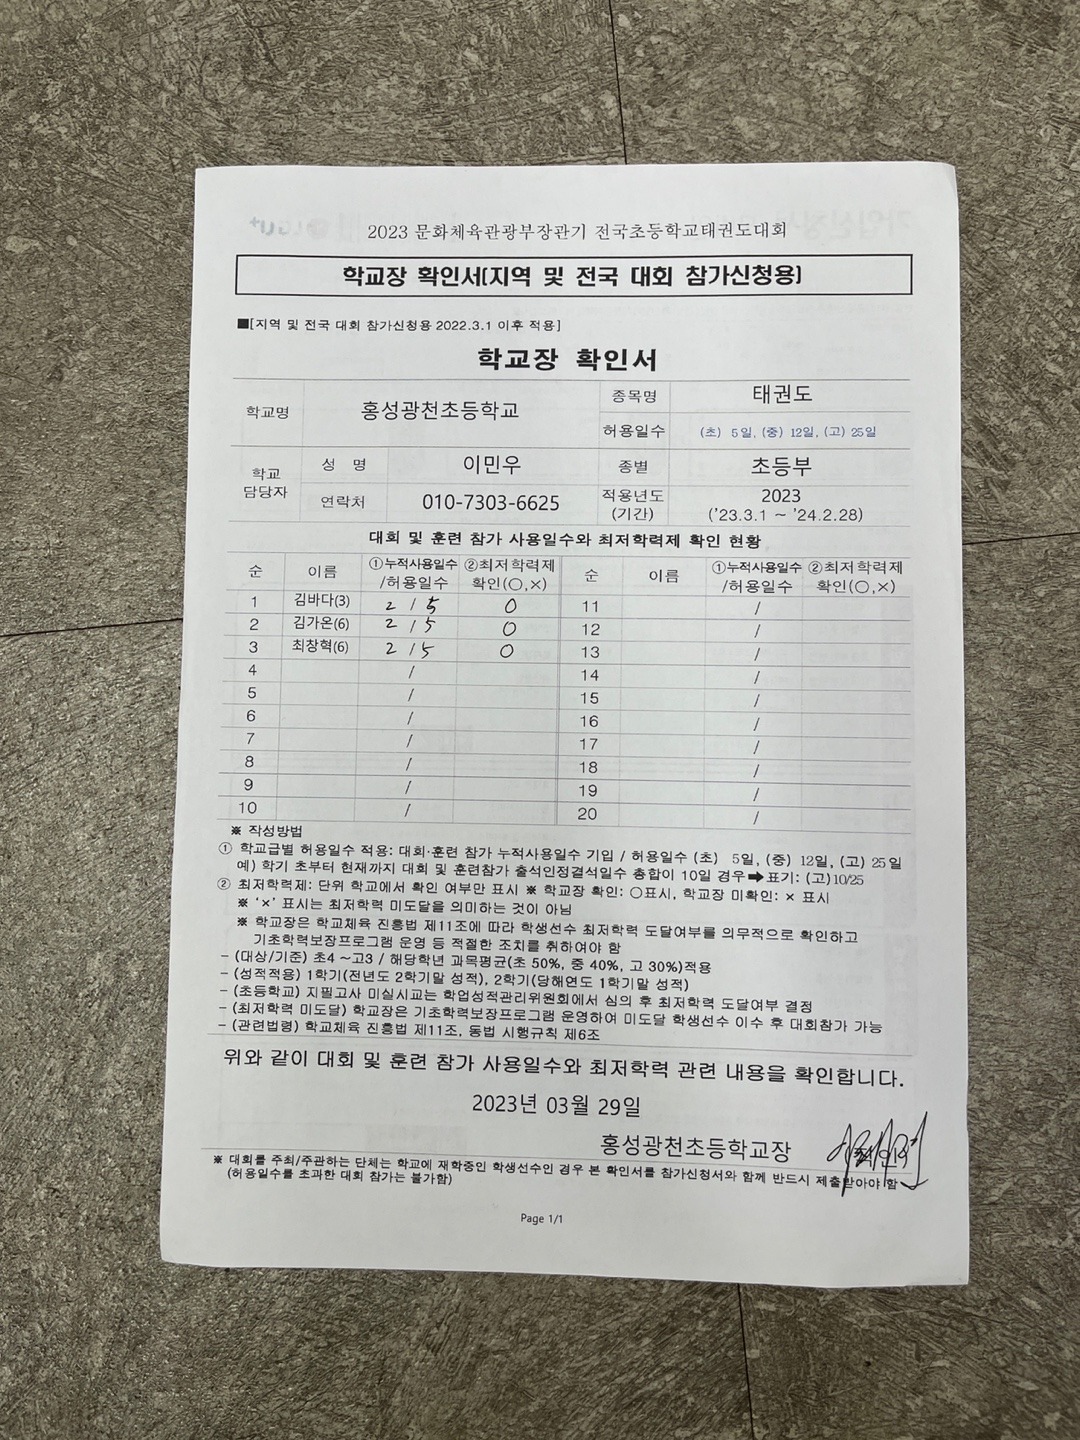 2023 문화체육관광부장관기 전국초등학교태권도대회
학교장 확인서(지역 및 전국 대회 참가신청용)
■[지역 및 전국 대회 참가신청용 2022.3.1 이후 적용]
학교장 확인서
학교명 홍성광천초등학교 종목명 태권도
허용일수 (초) 5일, (중) 12일, (고) 25일
학교 담당자 성 명 이민우 종별 초등부
연락처 010-7303-6625 적용년도 (기간) 2023 ('23.3.1 ~ '24.2.28)
대회 및 훈련 참가 사용일수와 최저학력제 확인 현황
순 이름 ①누적사용일수/허용일수 ②최저학력제 확인(○,×) 순 이름 ①누적사용일수/허용일수 ②최저학력제 확인(○,×)
1 김바다(3) 2 / 5 O 11 /
2 김가온(6) 2 / 5 O 12 /
3 최창혁(6) 2 / 5 O 13 /
4 / 14 /
5 / 15 /
6 / 16 /
7 / 17 /
8 / 18 /
9 / 19 /
10 / 20 /
※ 작성방법
① 학교급별 허용일수 적용: 대회·훈련 참가 누적사용일수 기입 / 허용일수 (초) 5일, (중) 12일, (고) 25일
예) 학기 초부터 현재까지 대회 및 훈련참가 출석인정결석일수 총합이 10일 경우➡표기: (고)10/25
② 최저학력제: 단위 학교에서 확인 여부만 표시 ※ 학교장 확인: ○표시, 학교장 미확인: × 표시
※ '×' 표시는 최저학력 미도달을 의미하는 것이 아님
※ 학교장은 학교체육 진흥법 제11조에 따라 학생선수 최저학력 도달여부를 의무적으로 확인하고
기초학력보장프로그램 운영 등 적절한 조치를 취하여야 함
- (대상/기준) 초4 ~고3 / 해당학년 과목평균(초 50%, 중 40%, 고 30%)적용
- (성적적용) 1학기(전년도 2학기말 성적), 2학기(당해연도 1학기말 성적)
- (초등학교) 지필고사 미실시교는 학업성적관리위원회에서 심의 후 최저학력 도달여부 결정
- (최저학력 미도달) 학교장은 기초학력보장프로그램 운영하여 미도달 학생선수 이수 후 대회참가 가능
- (관련법령) 학교체육 진흥법 제11조, 동법 시행규칙 제6조
위와 같이 대회 및 훈련 참가 사용일수와 최저학력 관련 내용을 확인합니다.
2023년 03월 29일
홍성광천초등학교장
※ 대회를 주최/주관하는 단체는 학교에 재학중인 학생선수인 경우 본 확인서를 참가신청서와 함께 반드시 제출받아야 함
(허용일수를 초과한 대회 참가는 불가함)
Page 1/1